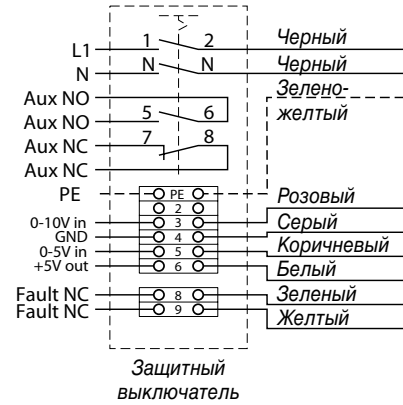 L1 1 2 Черный
N N N Черный
Зелено-
желтый
Aux NO
Aux NO 5 6
Aux NC 7 8
Aux NC
PE PE
2
0-10V in 3 Розовый
GND 4 Серый
0-5V in 5 Коричневый
+5V out 6 Белый
Fault NC 8 Зеленый
Fault NC 9 Желтый
Защитный
выключатель